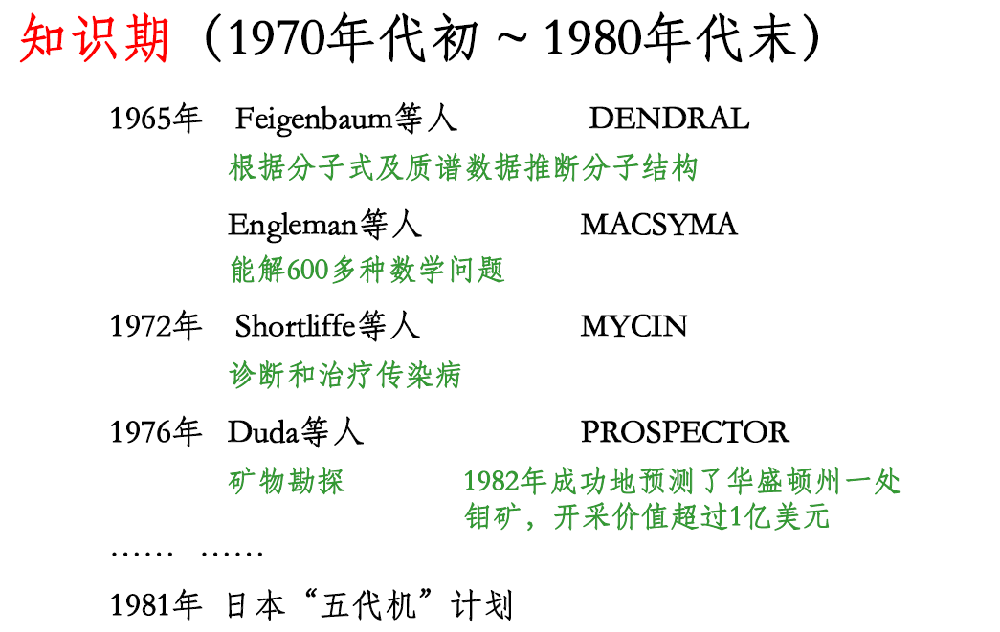 知识期（1970年代初 ~ 1980年代末）
1965年 Feigenbaum等人 DENDRAL
根据分子式及质谱数据推断分子结构
Engleman等人 MACSYMA
能解600多种数学问题
1972年 Shortliffe等人 MYCIN
诊断和治疗传染病
1976年 Duda等人 PROSPECTOR
矿物勘探 1982年成功地预测了华盛顿州一处
钼矿，开采价值超过1亿美元
…… ……
1981年 日本“五代机”计划